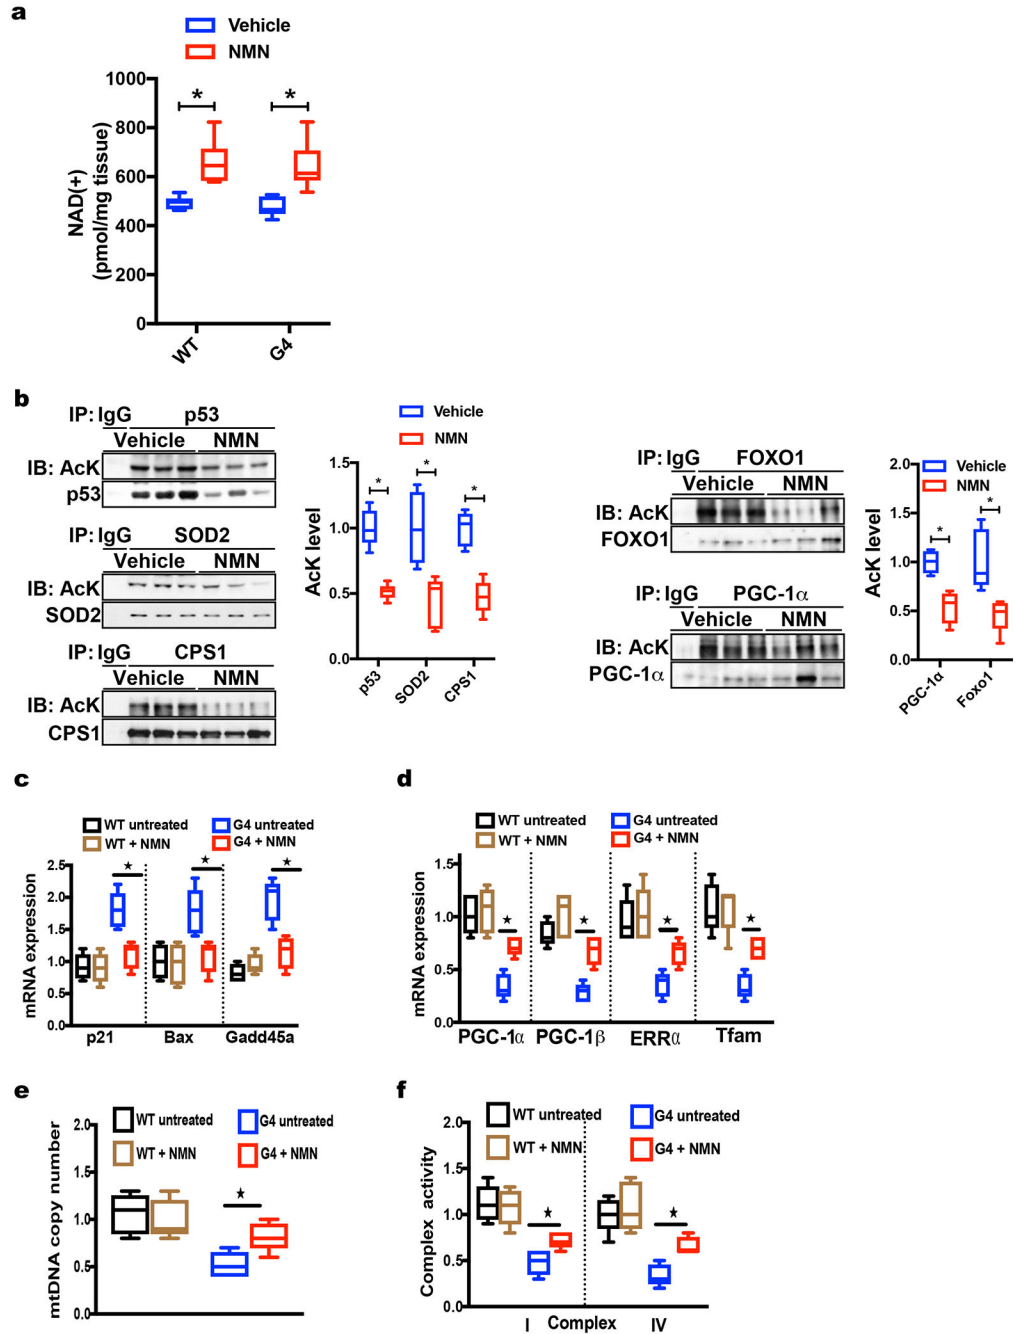 a
Vehicle
NMN
NAD(+)
(pmol/mg tissue)
1000
800
600
400
200
0
* *
WT G4
b
IP: IgG p53
Vehicle NMN
IB: AcK
p53
IP: IgG SOD2
Vehicle NMN
IB: AcK
SOD2
IP: IgG CPS1
Vehicle NMN
IB: AcK
CPS1
Vehicle
NMN
AcK level
1.5
1.0
0.5
0.0
* * *
p53 SOD2 CPS1
IP: IgG FOXO1
Vehicle NMN
IB: AcK
FOXO1
IP: IgG PGC-1α
Vehicle NMN
IB: AcK
PGC-1α
Vehicle
NMN
AcK level
2.0
1.5
1.0
0.5
0.0
* *
PGC-1α Foxo1
c
WT untreated G4 untreated
WT + NMN G4 + NMN
mRNA expression
2.5
2.0
1.5
1.0
0.5
0.0
★ ★ ★
p21 Bax Gadd45a
d
WT untreated G4 untreated
WT + NMN G4 + NMN
mRNA expression
1.5
1.0
0.5
0.0
★ ★ ★ ★
PGC-1α PGC-1β ERRα Tfam
e
WT untreated G4 untreated
WT + NMN G4 + NMN
mtDNA copy number
2.0
1.5
1.0
0.5
0.0
★
f
WT untreated G4 untreated
WT + NMN G4 + NMN
Complex activity
2.0
1.5
1.0
0.5
0.0
★ ★
I Complex IV